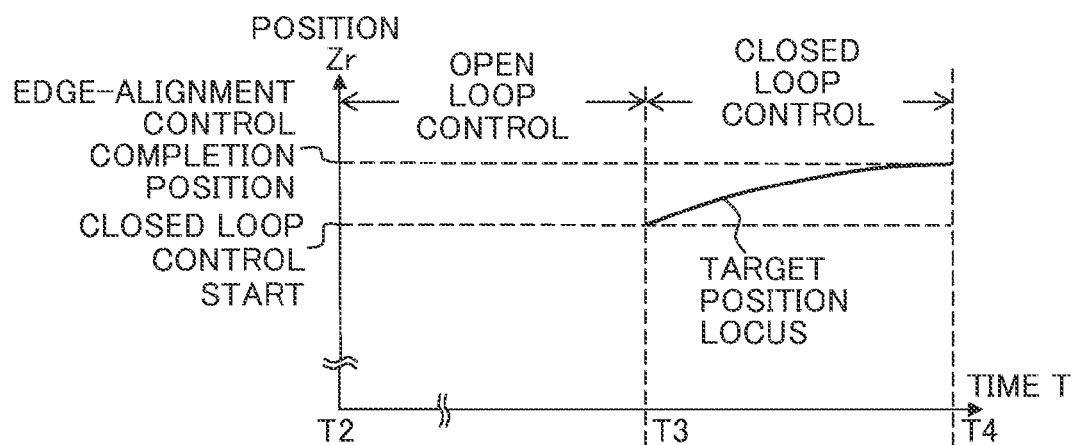 POSITION
Zr
EDGE-ALIGNMENT
CONTROL
COMPLETION
POSITION
CLOSED LOOP
CONTROL
START
OPEN
LOOP
CONTROL
CLOSED
LOOP
CONTROL
TARGET
POSITION
LOCUS
TIME T
T2
T3
T4